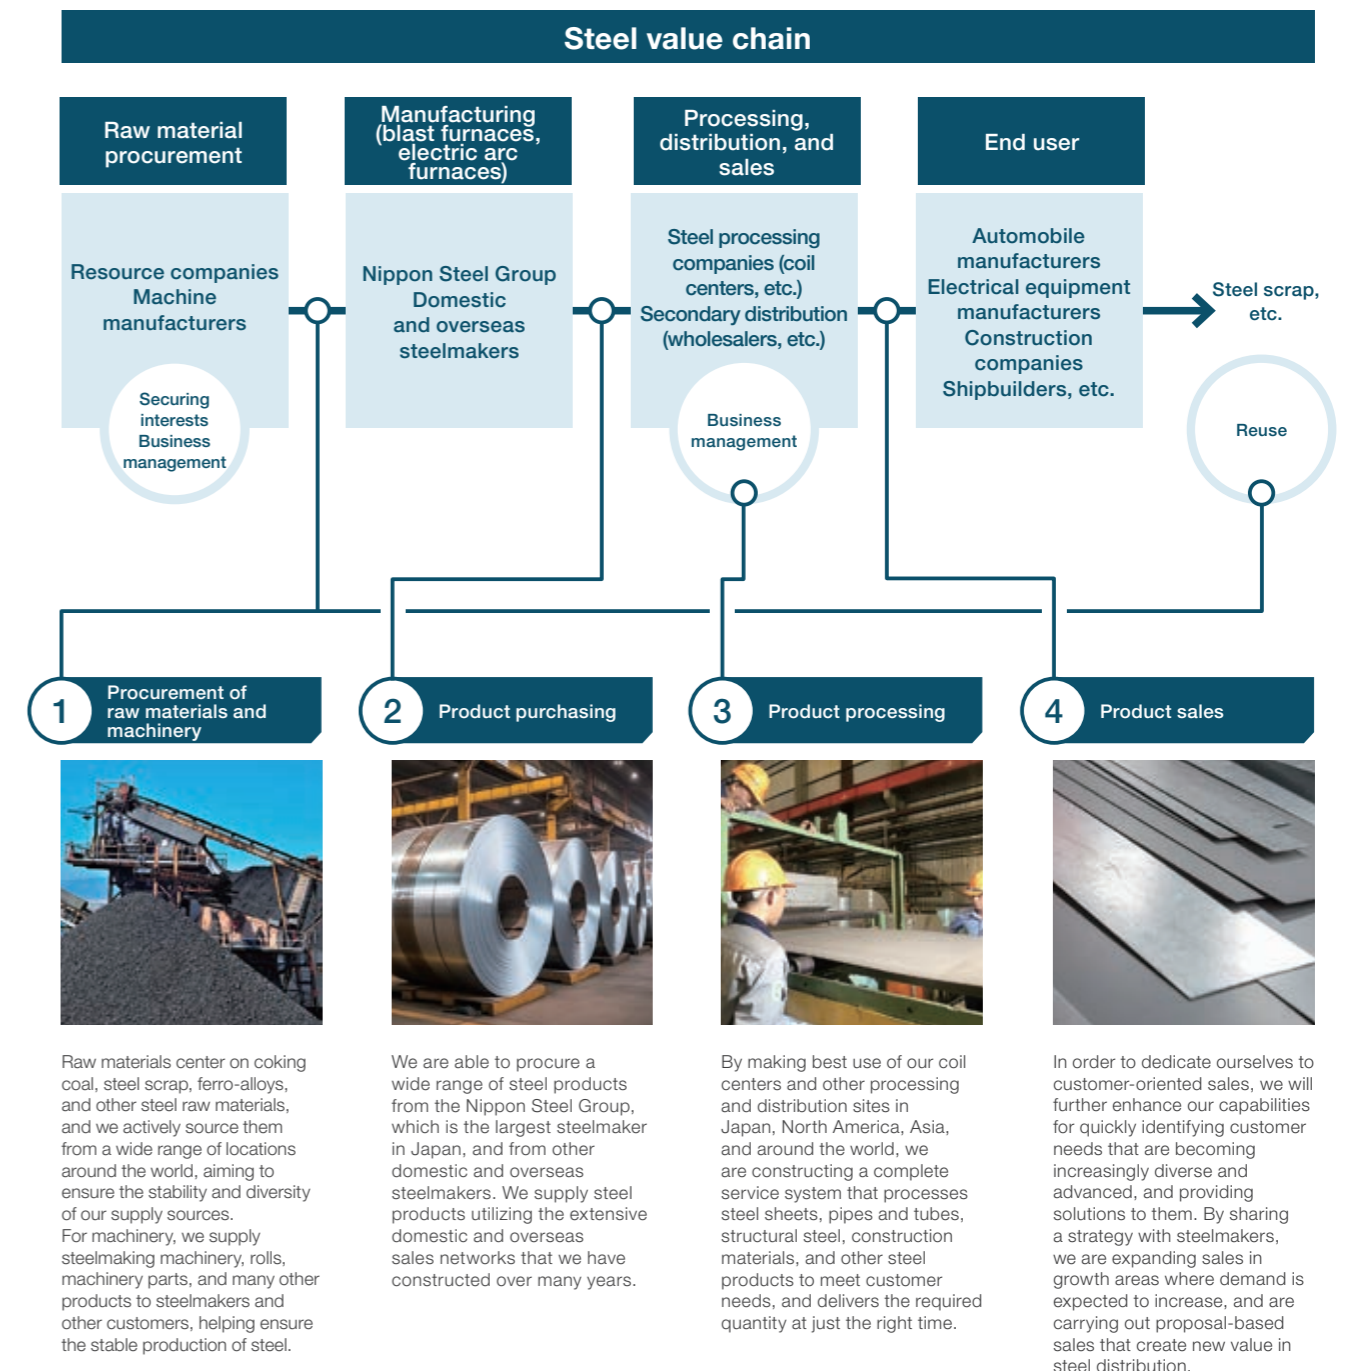 Steel value chain
Raw material
procurement
Manufacturing
(blast furnaces,
electric arc
furnaces)
Processing,
distribution, and
sales
End user
Resource companies
Machine
manufacturers
Securing
interests
Business
management
Nippon Steel Group
Domestic
and overseas
steelmakers
Steel processing
companies (coil
centers, etc.)
Secondary distribution
(wholesalers, etc.)
Business
management
Automobile
manufacturers
Electrical equipment
manufacturers
Construction
companies
Shipbuilders, etc.
Steel scrap,
etc.
Reuse
1
Procurement of
raw materials and
machinery
2
Product purchasing
3
Product processing
4
Product sales
Raw materials center on coking
coal, steel scrap, ferro-alloys,
and other steel raw materials,
and we actively source them
from a wide range of locations
around the world, aiming to
ensure the stability and diversity
of our supply sources.
For machinery, we supply
steelmaking machinery, rolls,
machinery parts, and many other
products to steelmakers and
other customers, helping ensure
the stable production of steel.
We are able to procure a
wide range of steel products
from the Nippon Steel Group,
which is the largest steelmaker
in Japan, and from other
domestic and overseas
steelmakers. We supply steel
products utilizing the extensive
domestic and overseas
sales networks that we have
constructed over many years.
By making best use of our coil
centers and other processing
and distribution sites in
Japan, North America, Asia,
and around the world, we
are constructing a complete
service system that processes
steel sheets, pipes and tubes,
structural steel, construction
materials, and other steel
products to meet customer
needs, and delivers the required
quantity at just the right time.
In order to dedicate ourselves to
customer-oriented sales, we will
further enhance our capabilities
for quickly identifying customer
needs that are becoming
increasingly diverse and
advanced, and providing
solutions to them. By sharing
a strategy with steelmakers,
we are expanding sales in
growth areas where demand is
expected to increase, and are
carrying out proposal-based
sales that create new value in
steel distribution.